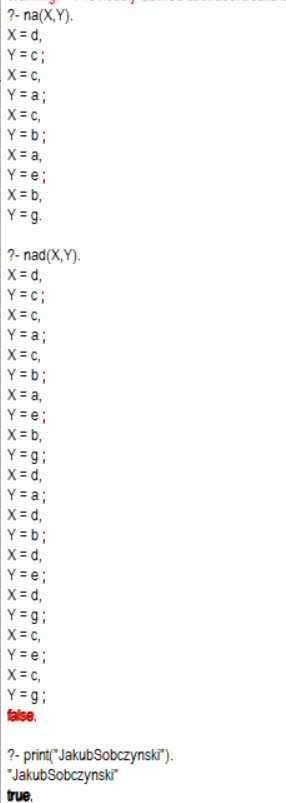 ?- na(X,Y).
X = d,
Y = c ;
X = c,
Y = a ;
X = c,
Y = b ;
X = a,
Y = e ;
X = b,
Y = g.
?- nad(X,Y).
X = d,
Y = c ;
X = c,
Y = a ;
X = c,
Y = b ;
X = a,
Y = e ;
X = b,
Y = g ;
X = d,
Y = a ;
X = d,
Y = b ;
X = d,
Y = e ;
X = d,
Y = g ;
X = c,
Y = e ;
X = c,
Y = g ;
false.
?- print("JakubSobczynski").
"JakubSobczynski"
true.